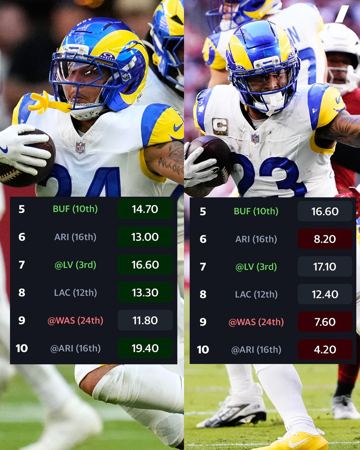 24
23
C
5 BUF (10th) 14.70
6 ARI (16th) 13.00
7 @LV (3rd) 16.60
8 LAC (12th) 13.30
9 @WAS (24th) 11.80
10 @ARI (16th) 19.40
5 BUF (10th) 16.60
6 ARI (16th) 8.20
7 @LV (3rd) 17.10
8 LAC (12th) 12.40
9 @WAS (24th) 7.60
10 @ARI (16th) 4.20